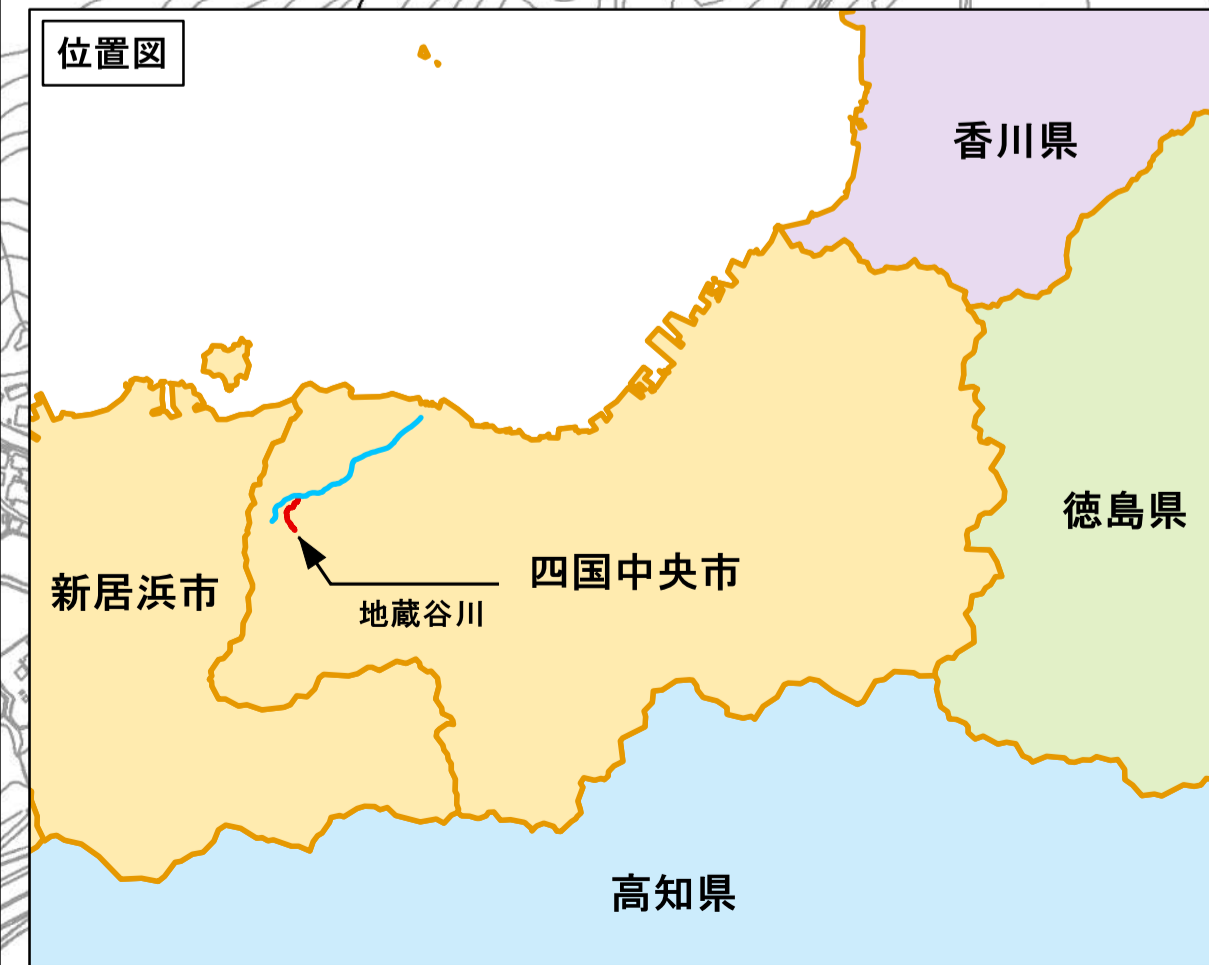 位置図
香川県
徳島県
四国中央市
新居浜市
地蔵谷川
高知県